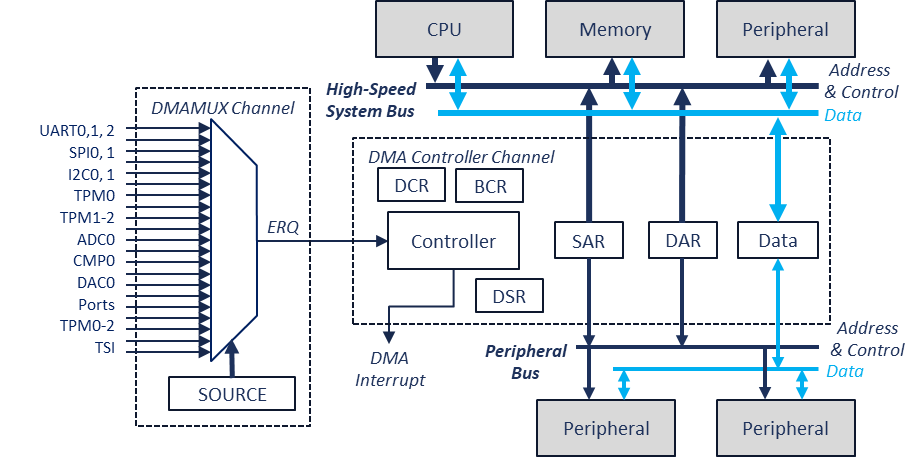 CPU
Memory
Peripheral
High-Speed
System Bus
Address
& Control
Data
DMAMUX Channel
UART0,1, 2
SPI0, 1
I2C0, 1
TPM0
TPM1-2
ADC0
CMP0
DAC0
Ports
TPM0-2
TSI
SOURCE
ERQ
DMA Controller Channel
DCR
BCR
Controller
DSR
SAR
DAR
Data
DMA
Interrupt
Peripheral
Bus
Address
& Control
Data
Peripheral
Peripheral